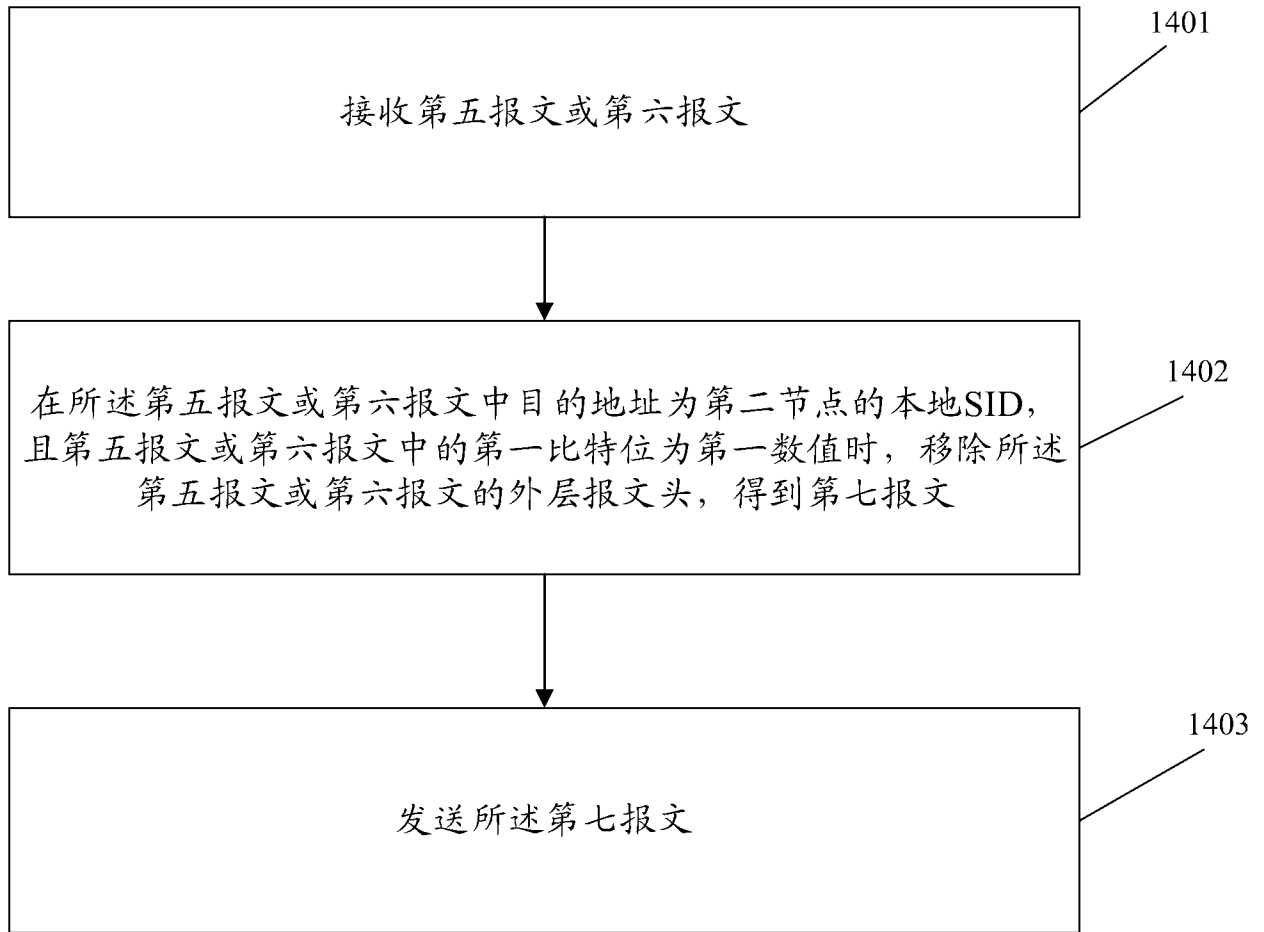 1401
接收第五报文或第六报文
1402
在所述第五报文或第六报文中目的地址为第二节点的本地SID，
且第五报文或第六报文中的第一比特位为第一数值时，移除所述
第五报文或第六报文的外层报文头，得到第七报文
1403
发送所述第七报文